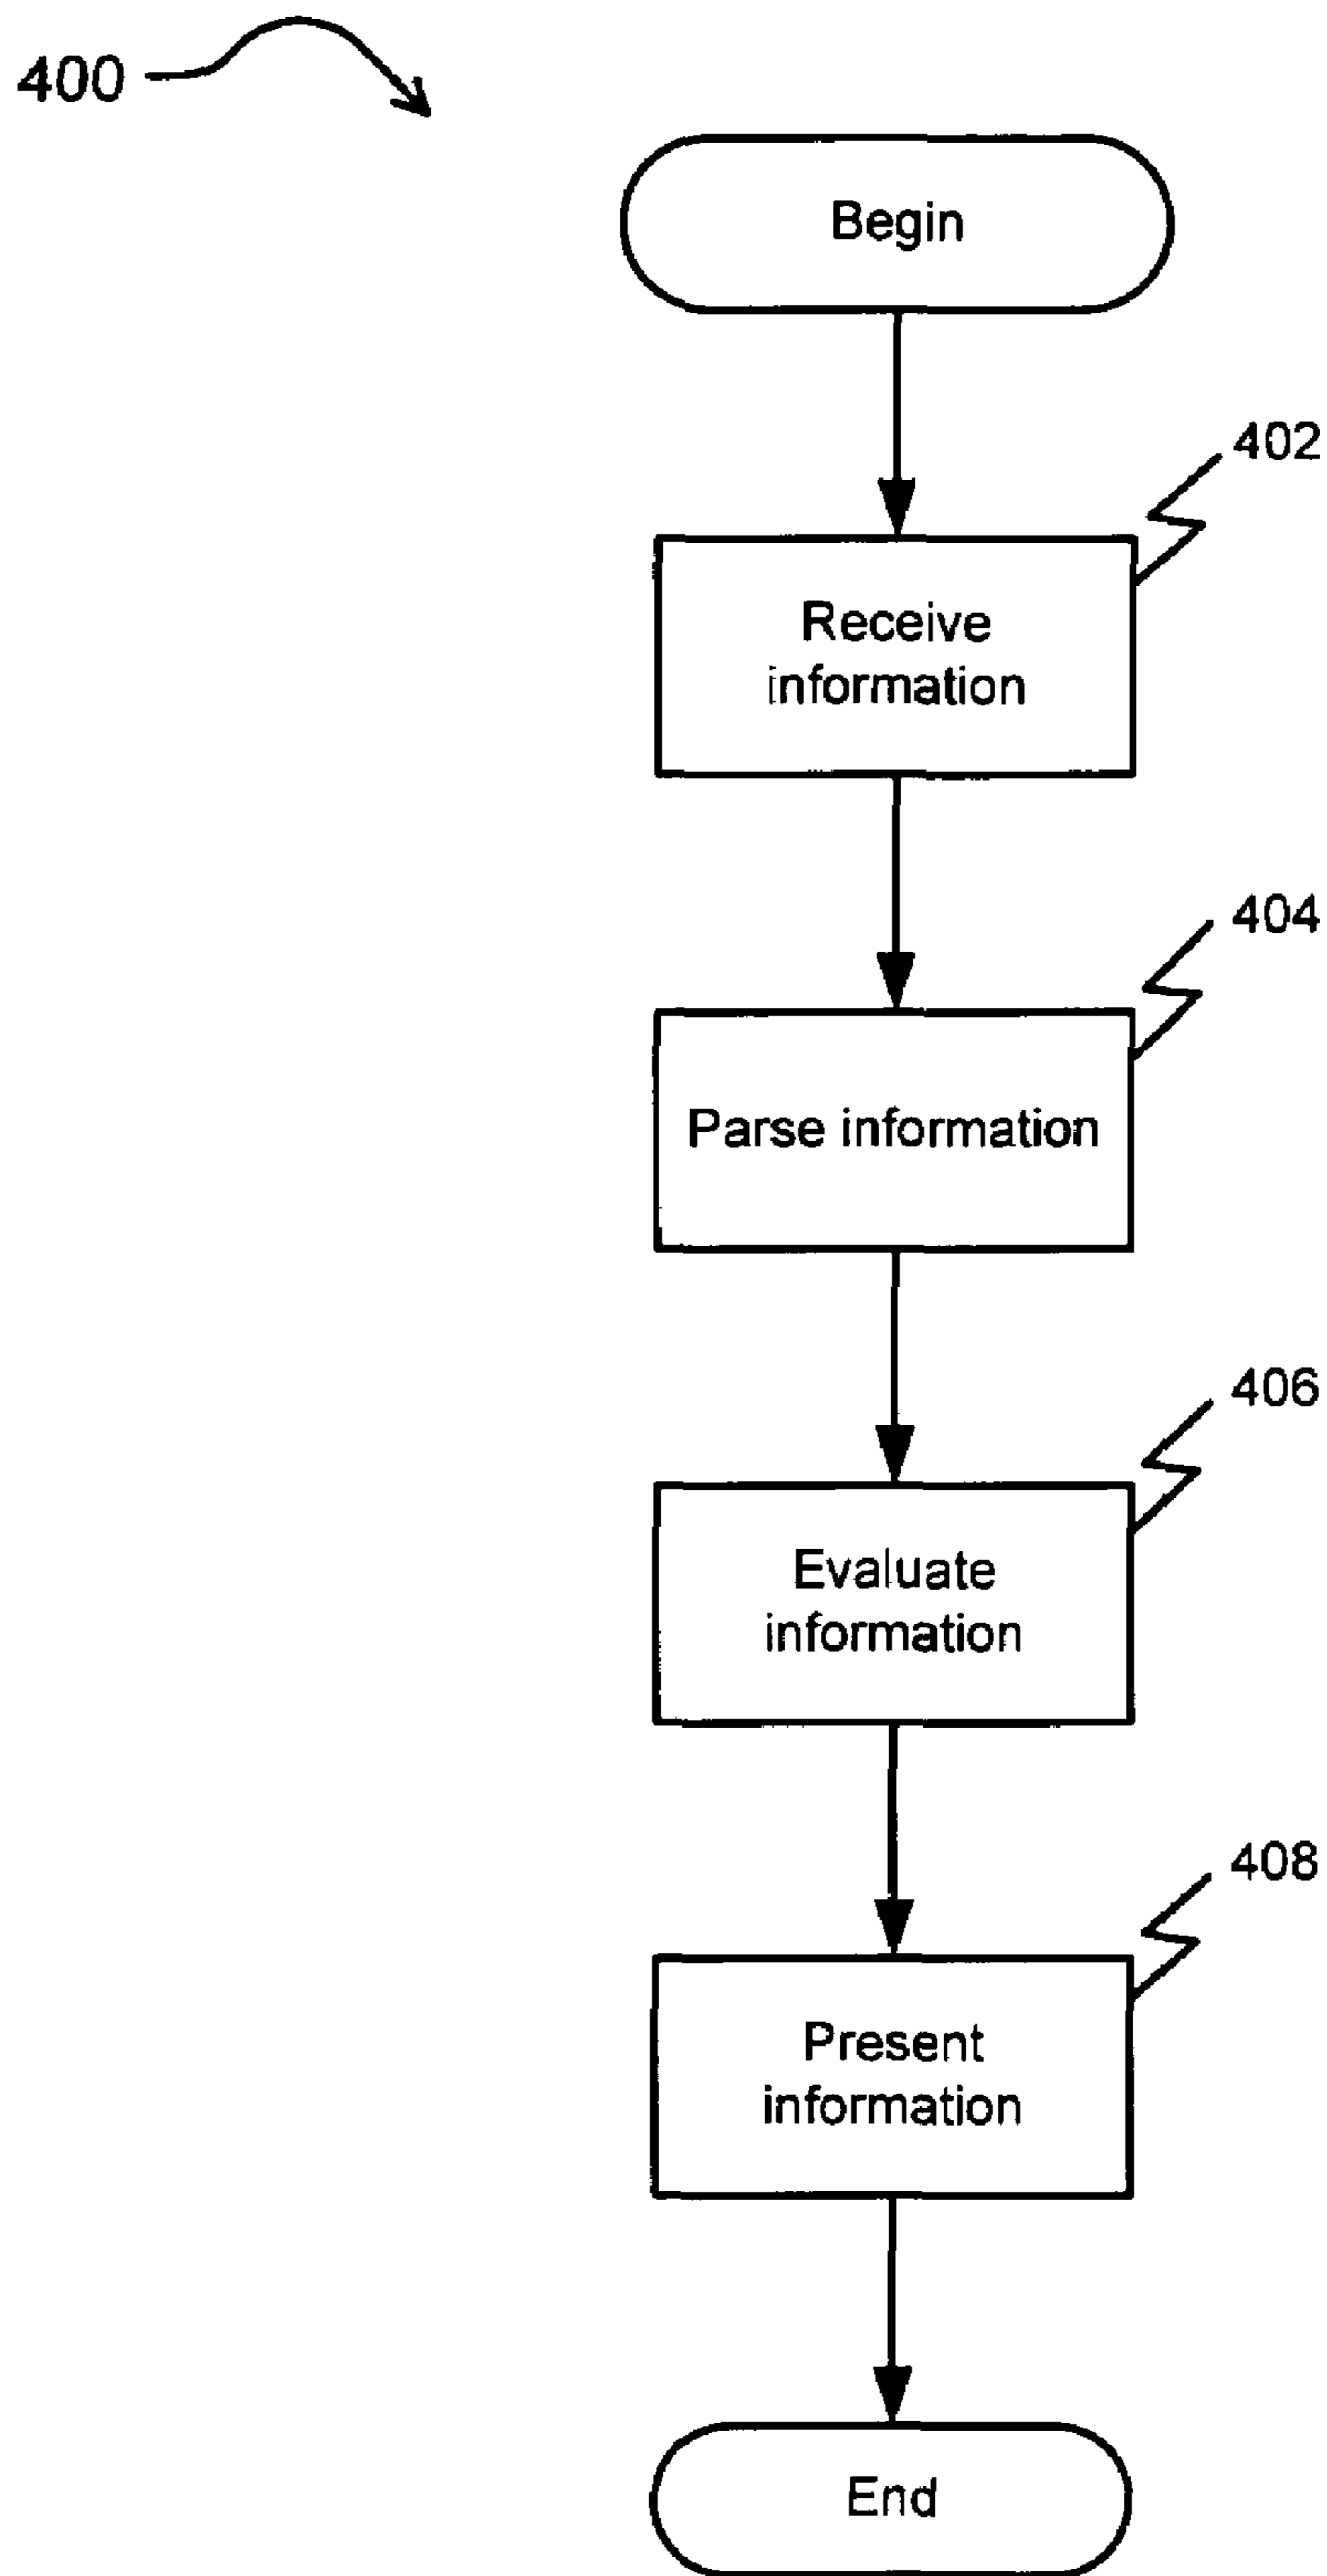 400
Begin
402
Receive
information
404
Parse information
406
Evaluate
information
408
Present
information
End